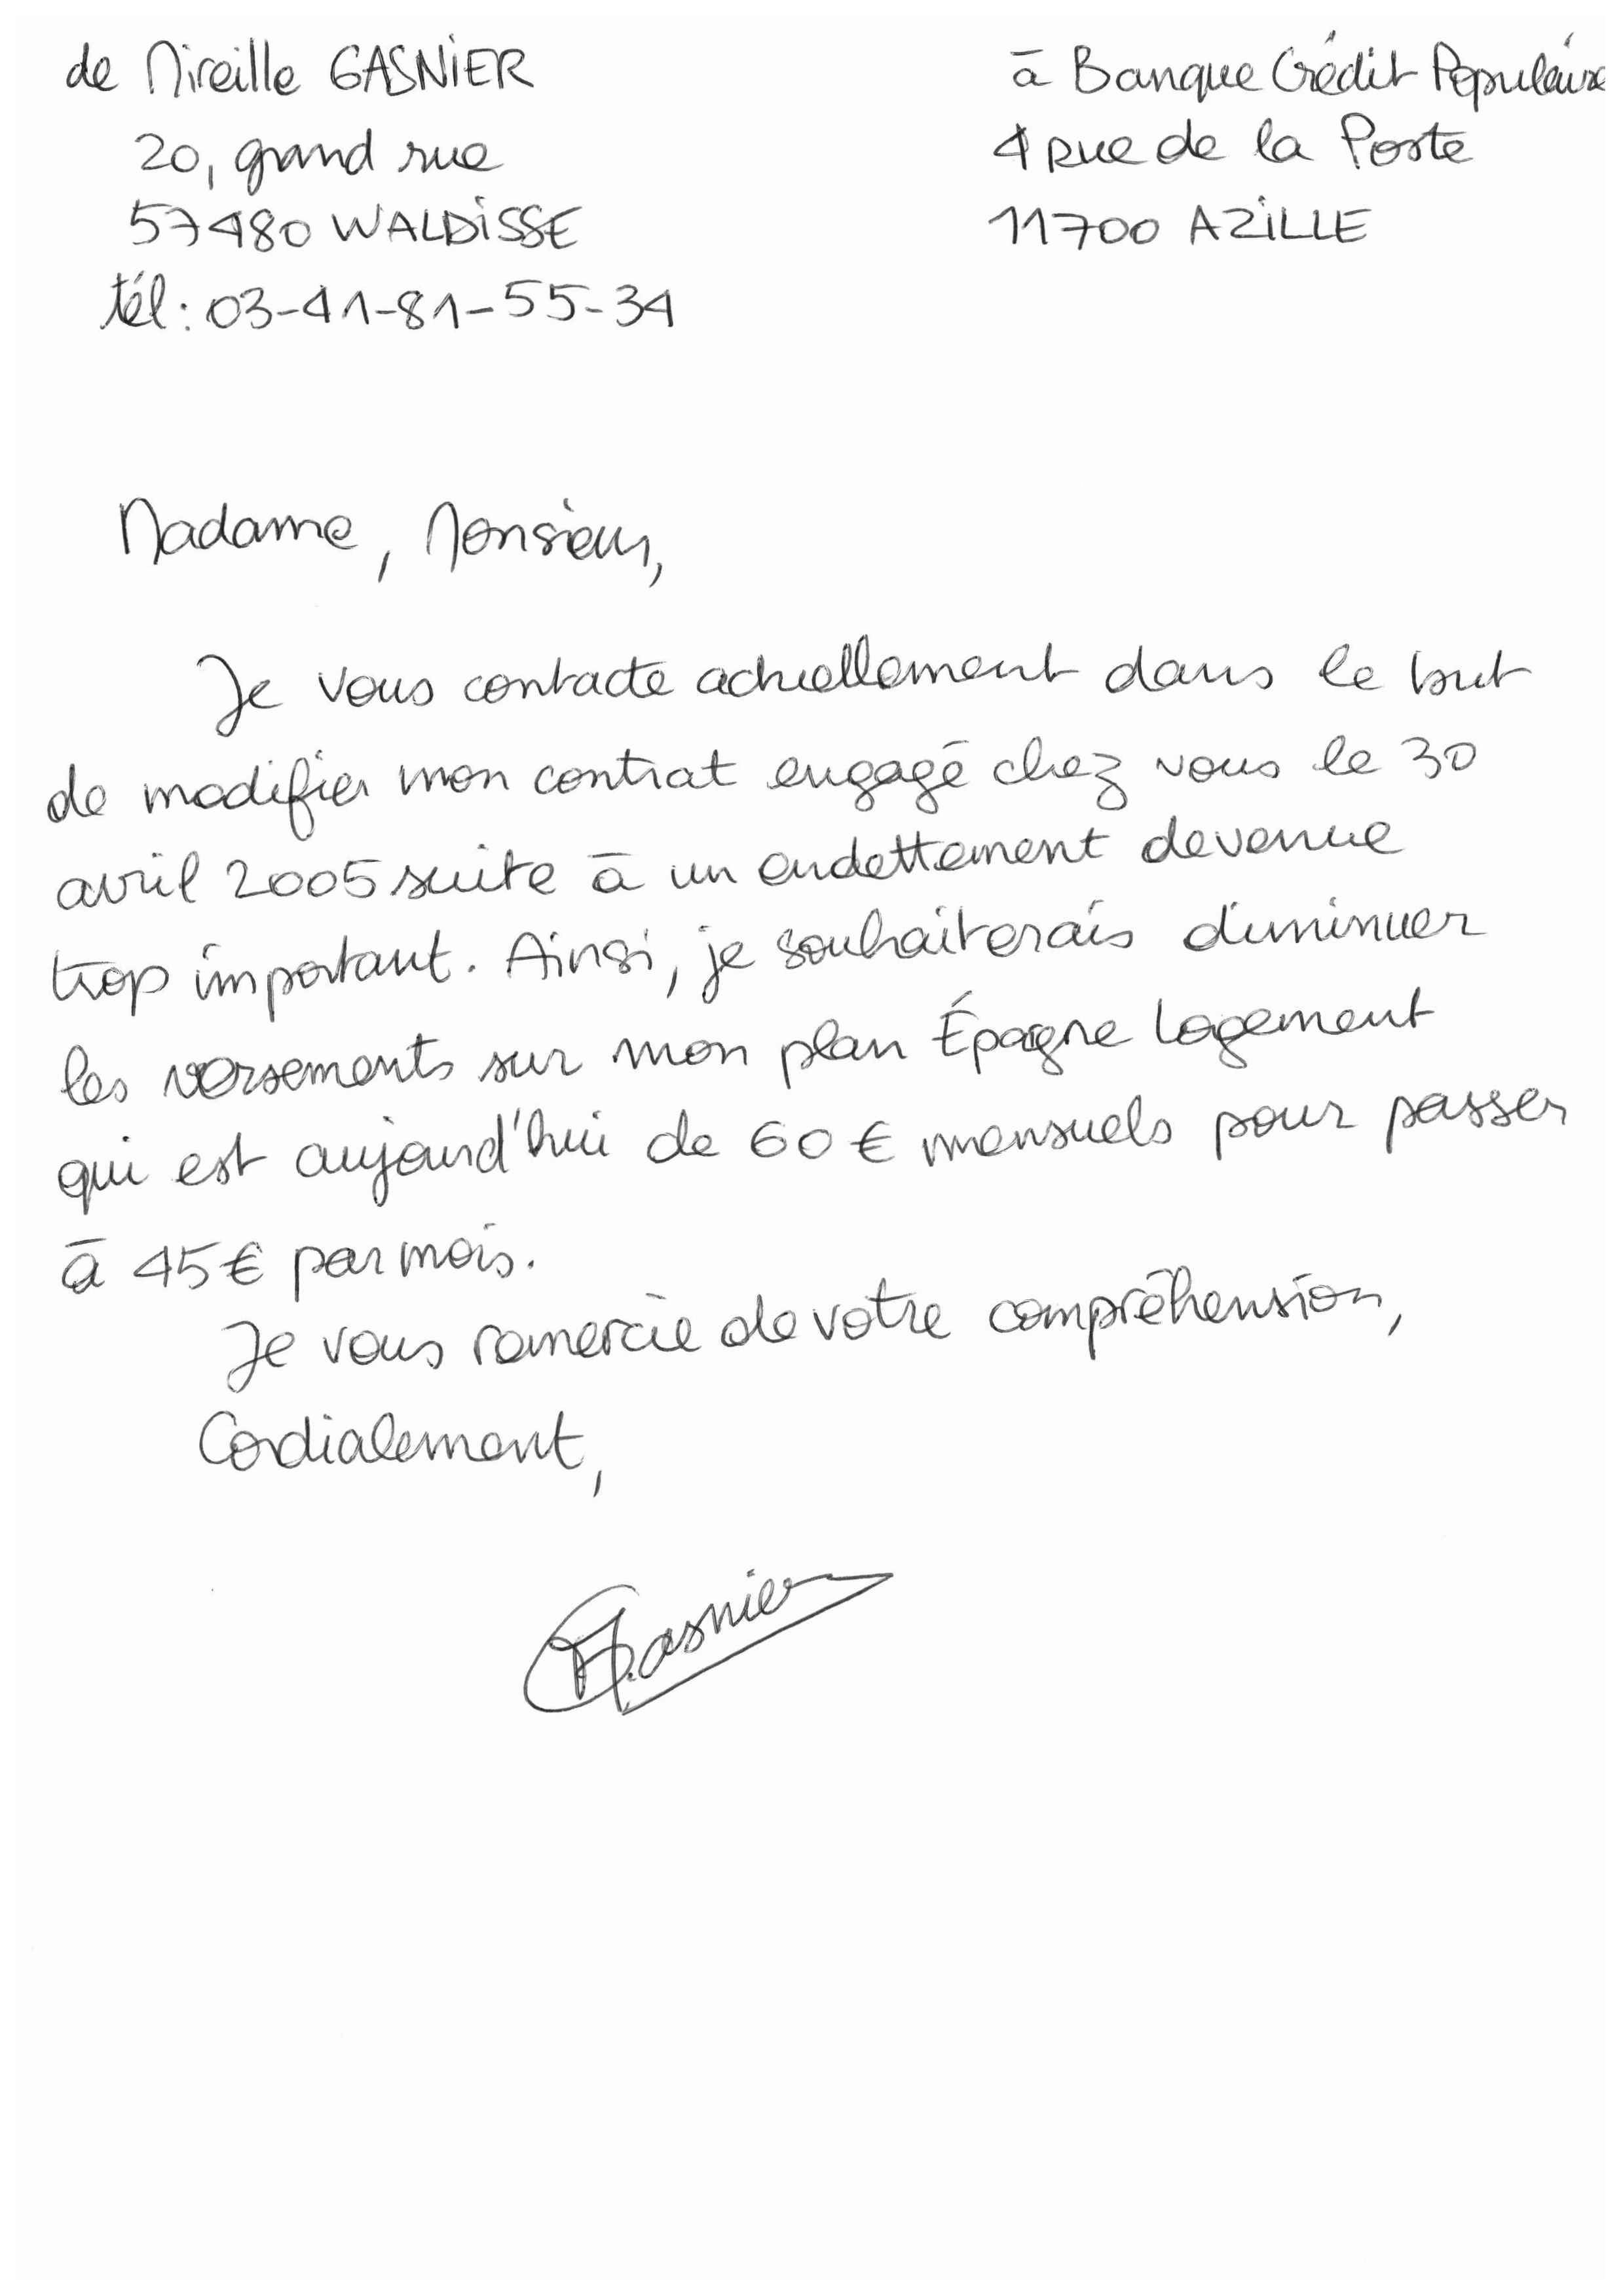 de Mireille GASNIER
20, grand rue
57480 WALDISSE
tél: 03-41-81-55-34
à Banque Crédit Populaire
4 rue de la Poste
11700 AZILLE
Madame, Monsieur,
Je vous contacte actuellement dans le but
de modifier mon contrat engagé chez vous le 30
avril 2005 suite à un endettement devenue
trop important. Ainsi, je souhaiterais diminuer
les versements sur mon plan Épagne Logement
qui est aujourd'hui de 60 € mensuels pour passer
à 45€ par mois.
Je vous remercie de votre compréhension,
Cordialement,
MGasnier